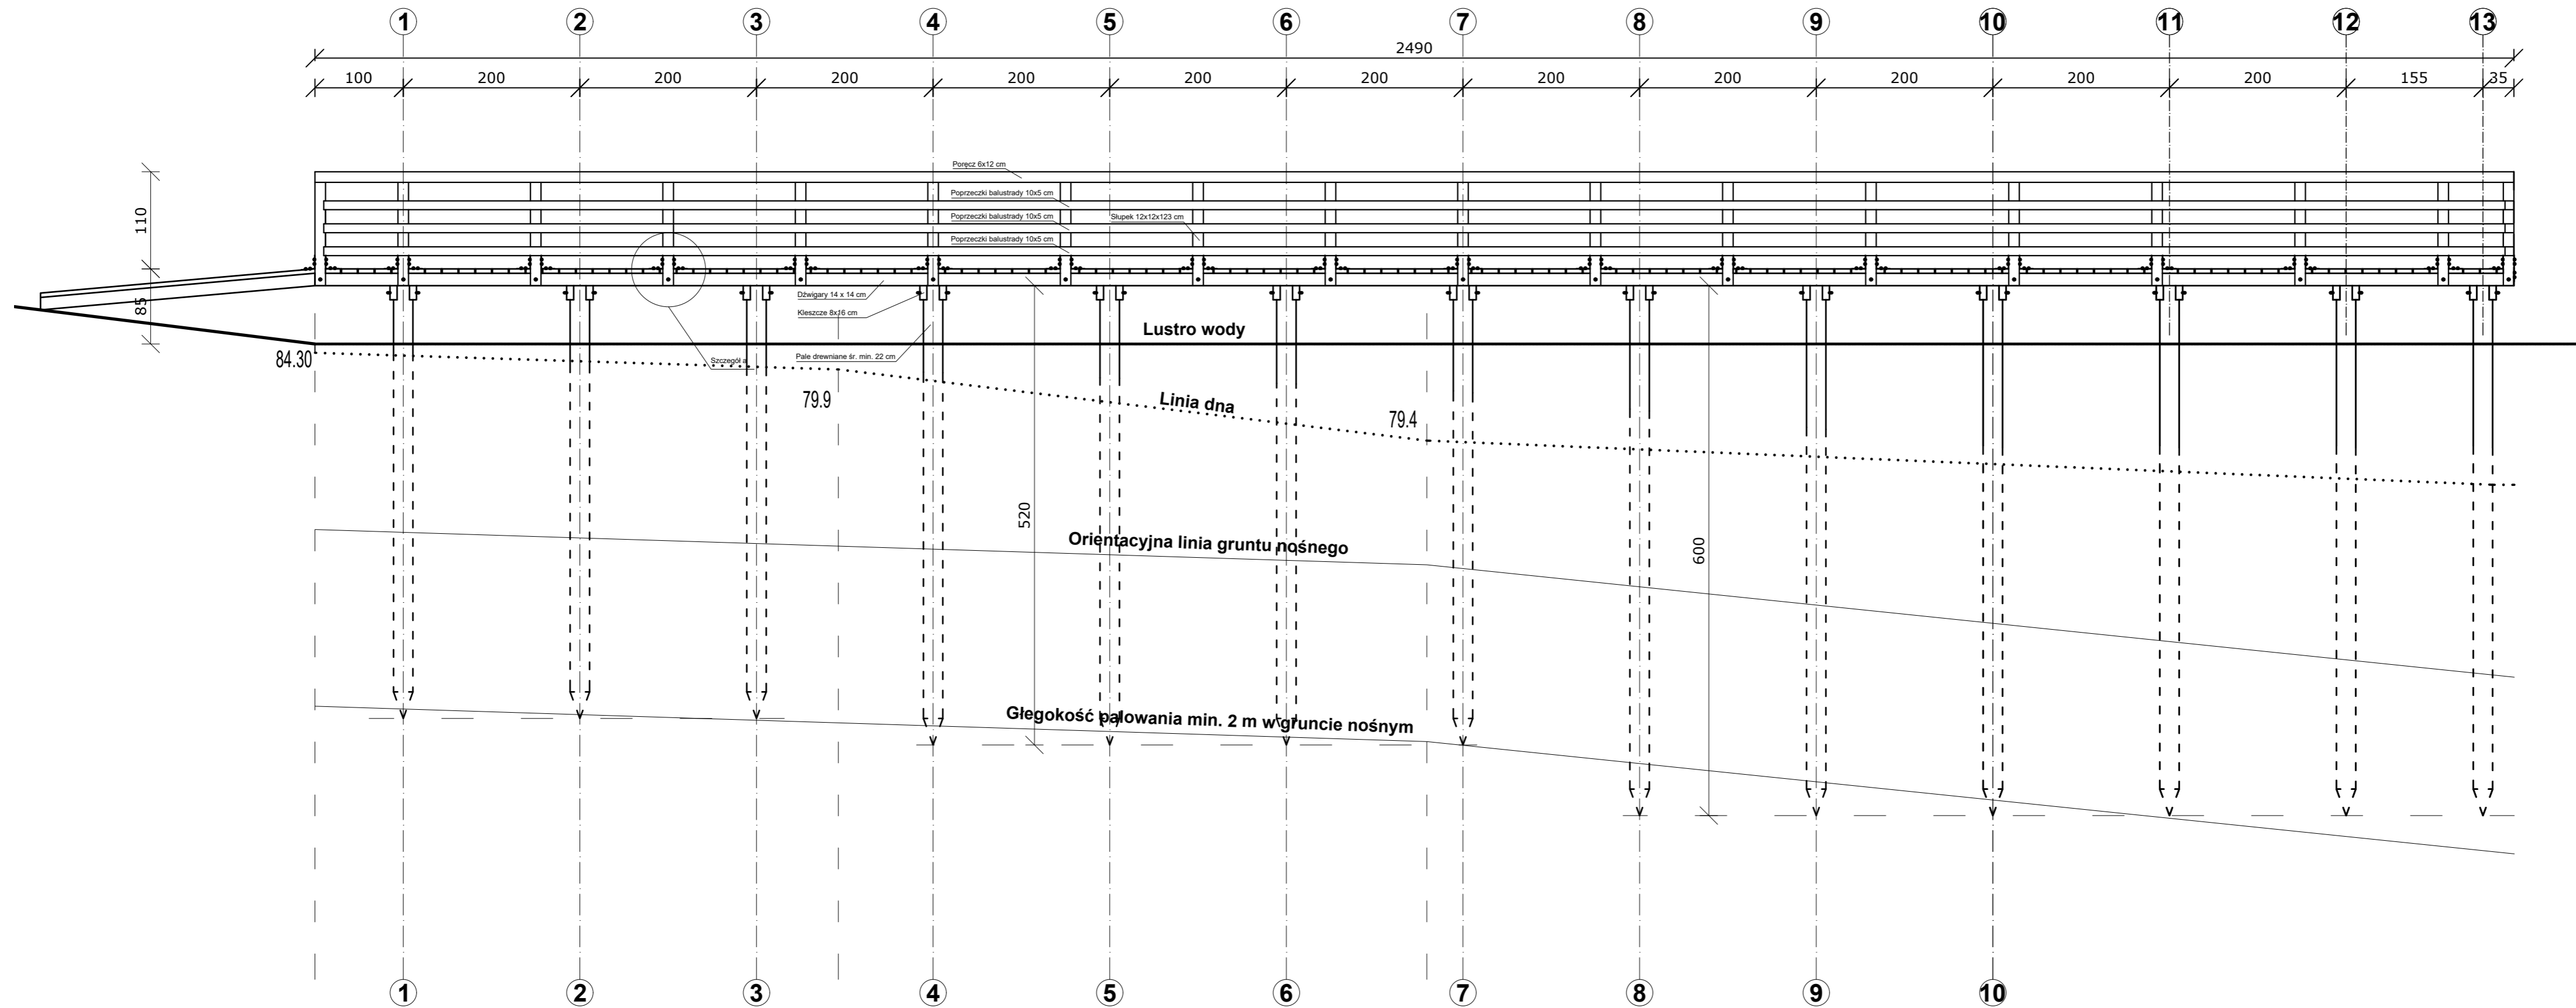 1 2 3 4 5 6 7 8 9 10 11 12 13
2490
100 200 200 200 200 200 200 200 200 200 200 200 155 35
Poręcz 6x12 cm
Poprzeczki balustrady 10x5 cm
110
Poprzeczki balustrady 10x5 cm
Słupek 12x12x123 cm
Poprzeczki balustrady 10x5 cm
Dźwigary 14 x 14 cm
85
Kleszcze 8x16 cm
Lustro wody
84.30
Szczegół a
Pale drewniane śr. min. 22 cm
79.9
Linia dna
79.4
520
Orientacyjna linia gruntu nośnego
600
Głegokość palowania min. 2 m w gruncie nośnym
1 2 3 4 5 6 7 8 9 10